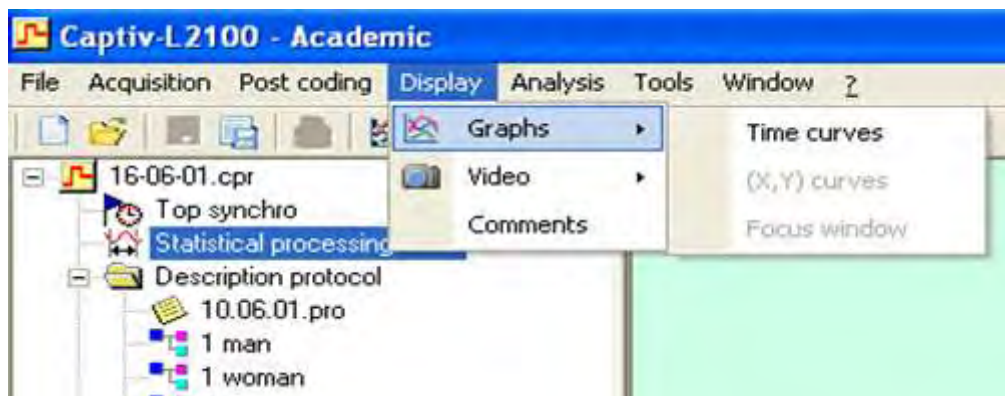 Captiv-L2100 - Academic
File Acquisition Post coding Display Analysis Tools Window ?
Graphs
Time curves
Video
(X,Y) curves
Comments
Focus window
16-06-01.cpr
Top synchro
Statistical processing
Description protocol
10.06.01.pro
1 man
1 woman